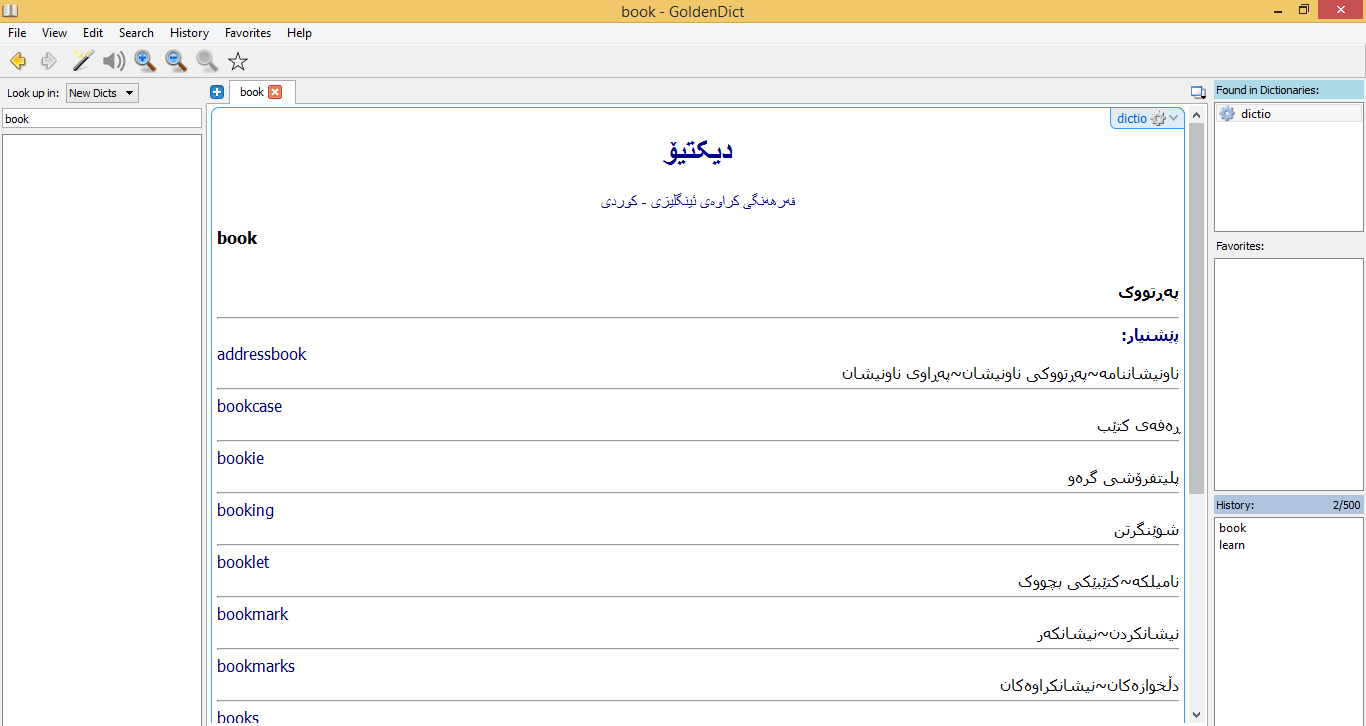 book - GoldenDict
File View Edit Search History Favorites Help
Look up in: New Dicts
book
book
dictio
دیکتیۆ
فەرهەنگی کراوەی ئینگلیزی - کوردی
book
پەڕتووک
پێشنیار:
addressbook
ناونیشاننامە~پەڕتووکی ناونیشان~پەڕاوی ناونیشان
bookcase
ڕەفەی کتێب
bookie
پلیتفرۆشی گرەو
booking
شوێنگرتن
booklet
نامیلکە~کتێبێکی بچووک
bookmark
نیشانکردن~نیشانکەر
bookmarks
دڵخوازەکان~نیشانکراوەکان
books
Found in Dictionaries:
dictio
Favorites:
History: 2/500
book
learn